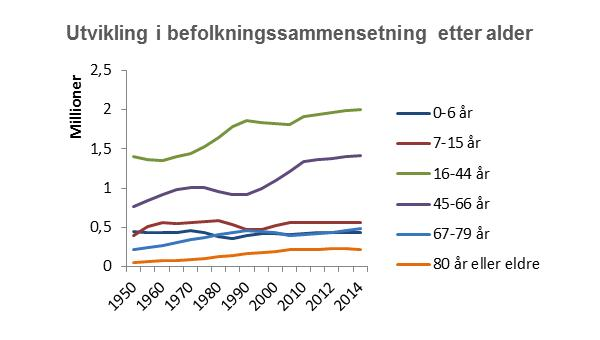 Utvikling i befolkningssammensetning etter alder
Millioner
2,5
2
1,5
1
0,5
0
1950
1960
1970
1980
1990
2000
2010
2012
2014
0-6 år
7-15 år
16-44 år
45-66 år
67-79 år
80 år eller eldre